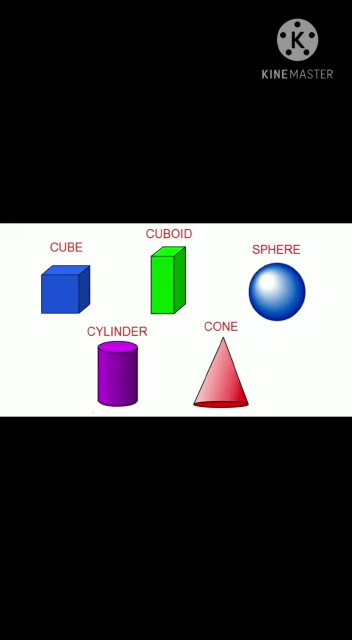 K
KINEMASTER
CUBOID
CUBE
SPHERE
CONE
CYLINDER